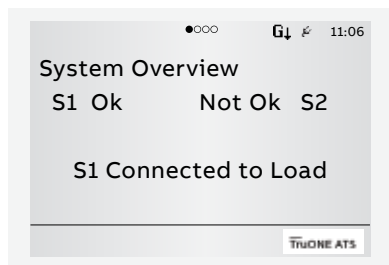 G 11:06
System Overview
S1 Ok Not Ok S2
S1 Connected to Load
TruONE ATS